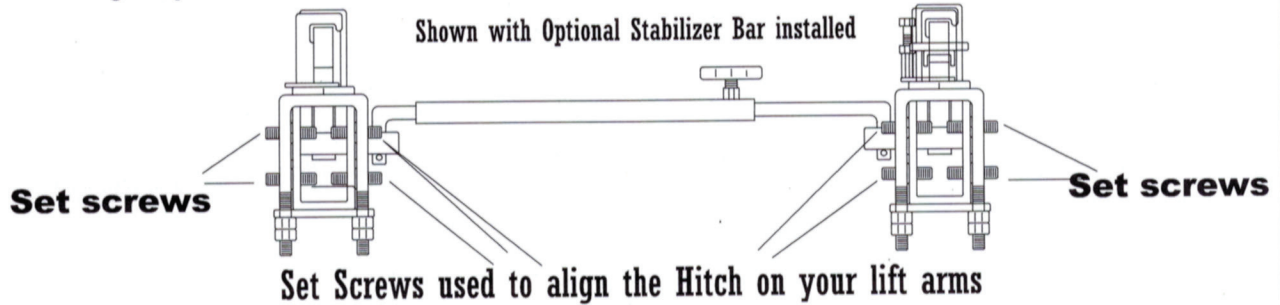 Shown with Optional Stabilizer Bar installed
Set screws
Set screws
Set Screws used to align the Hitch on your lift arms